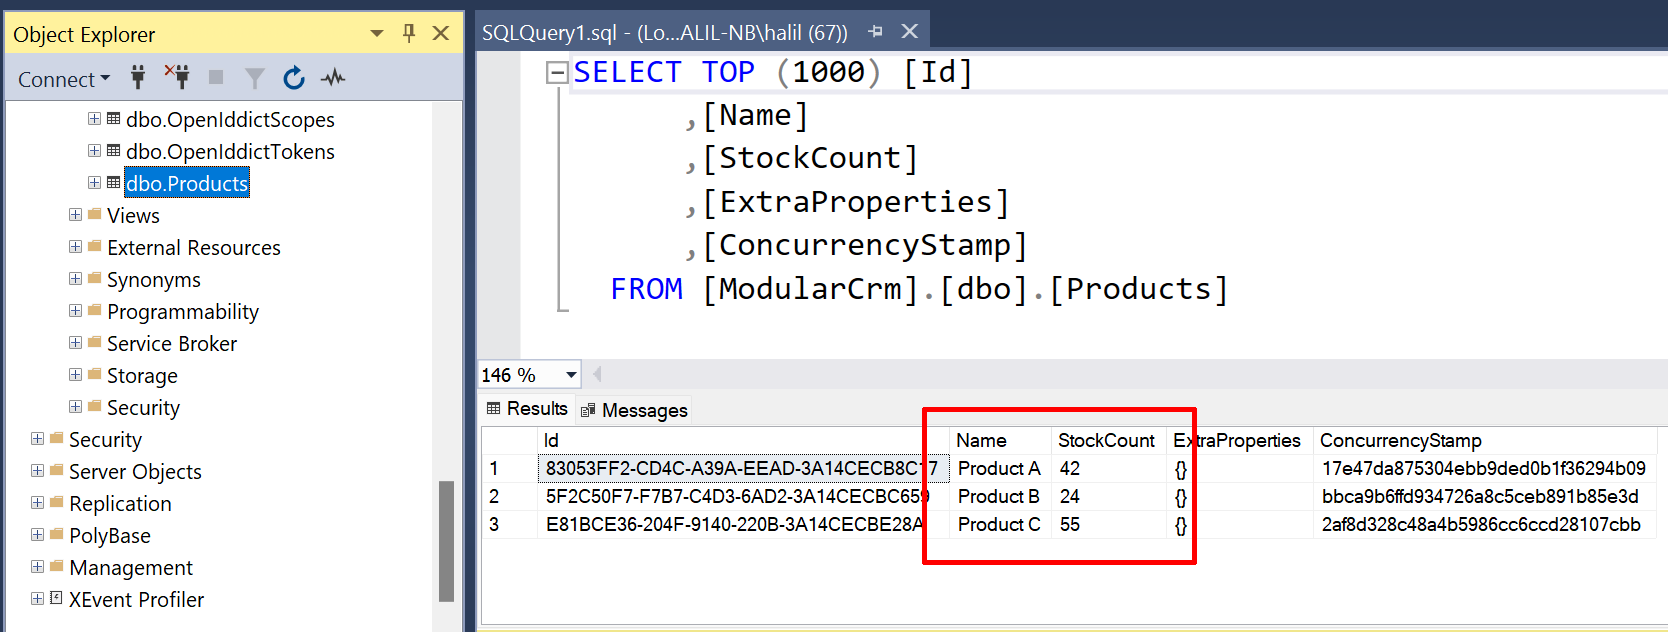 Object Explorer
Connect
dbo.OpenIddictScopes
dbo.OpenIddictTokens
dbo.Products
Views
External Resources
Synonyms
Programmability
Service Broker
Storage
Security
Security
Server Objects
Replication
PolyBase
Management
XEvent Profiler
SQLQuery1.sql - (Lo...ALIL-NB\halil (67))
SELECT TOP (1000) [Id]
,[Name]
,[StockCount]
,[ExtraProperties]
,[ConcurrencyStamp]
FROM [ModularCrm].[dbo].[Products]
146 %
Results Messages
Id Name StockCount ExtraProperties ConcurrencyStamp
1 83053FF2-CD4C-A39A-EEAD-3A14CECB8C17 Product A 42 {} 17e47da875304ebb9ded0b1f36294b09
2 5F2C50F7-F7B7-C4D3-6AD2-3A14CECBC659 Product B 24 {} bbca9b6ffd934726a8c5ceb891b85e3d
3 E81BCE36-204F-9140-220B-3A14CECBE28A Product C 55 {} 2af8d328c48a4b5986cc6ccd28107cbb